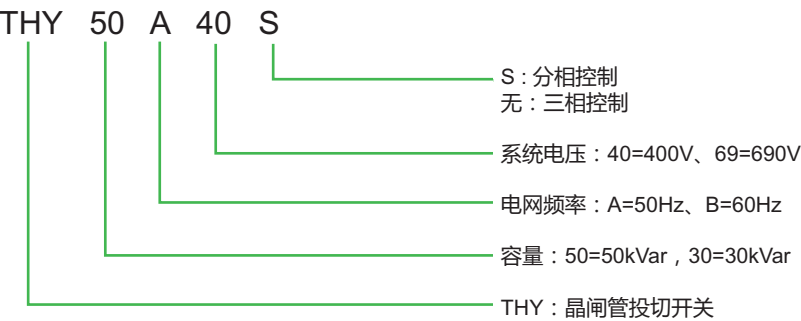 THY 50 A 40 S
S : 分相控制
无：三相控制
系统电压：40=400V、69=690V
电网频率：A=50Hz、B=60Hz
容量：50=50kVar，30=30kVar
THY：晶闸管投切开关